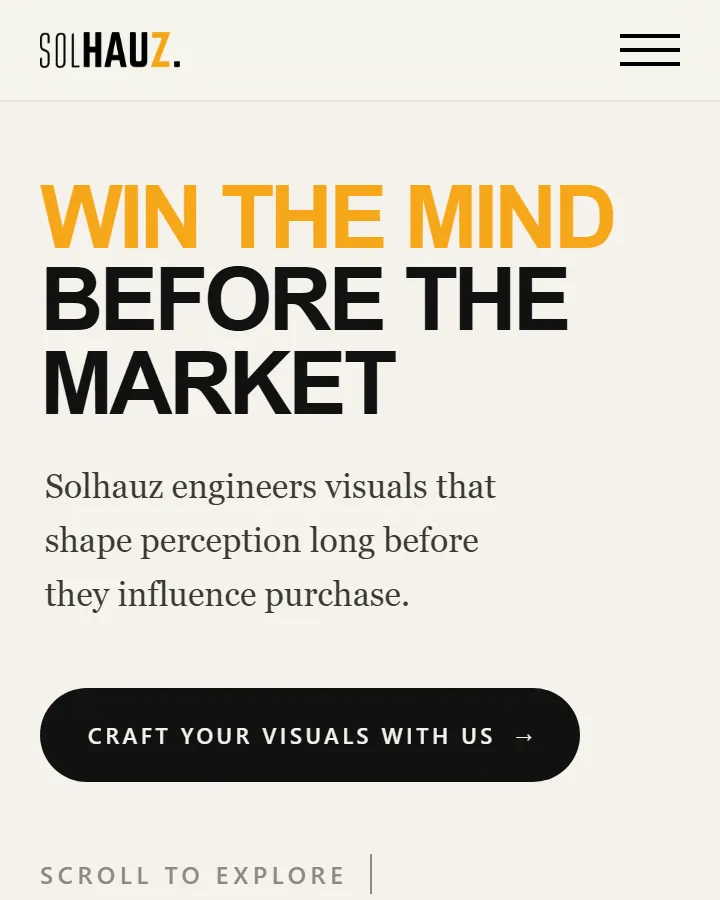 SOLHAUZ.
WIN THE MIND
BEFORE THE
MARKET
Solhauz engineers visuals that
shape perception long before
they influence purchase.
CRAFT YOUR VISUALS WITH US →
SCROLL TO EXPLORE